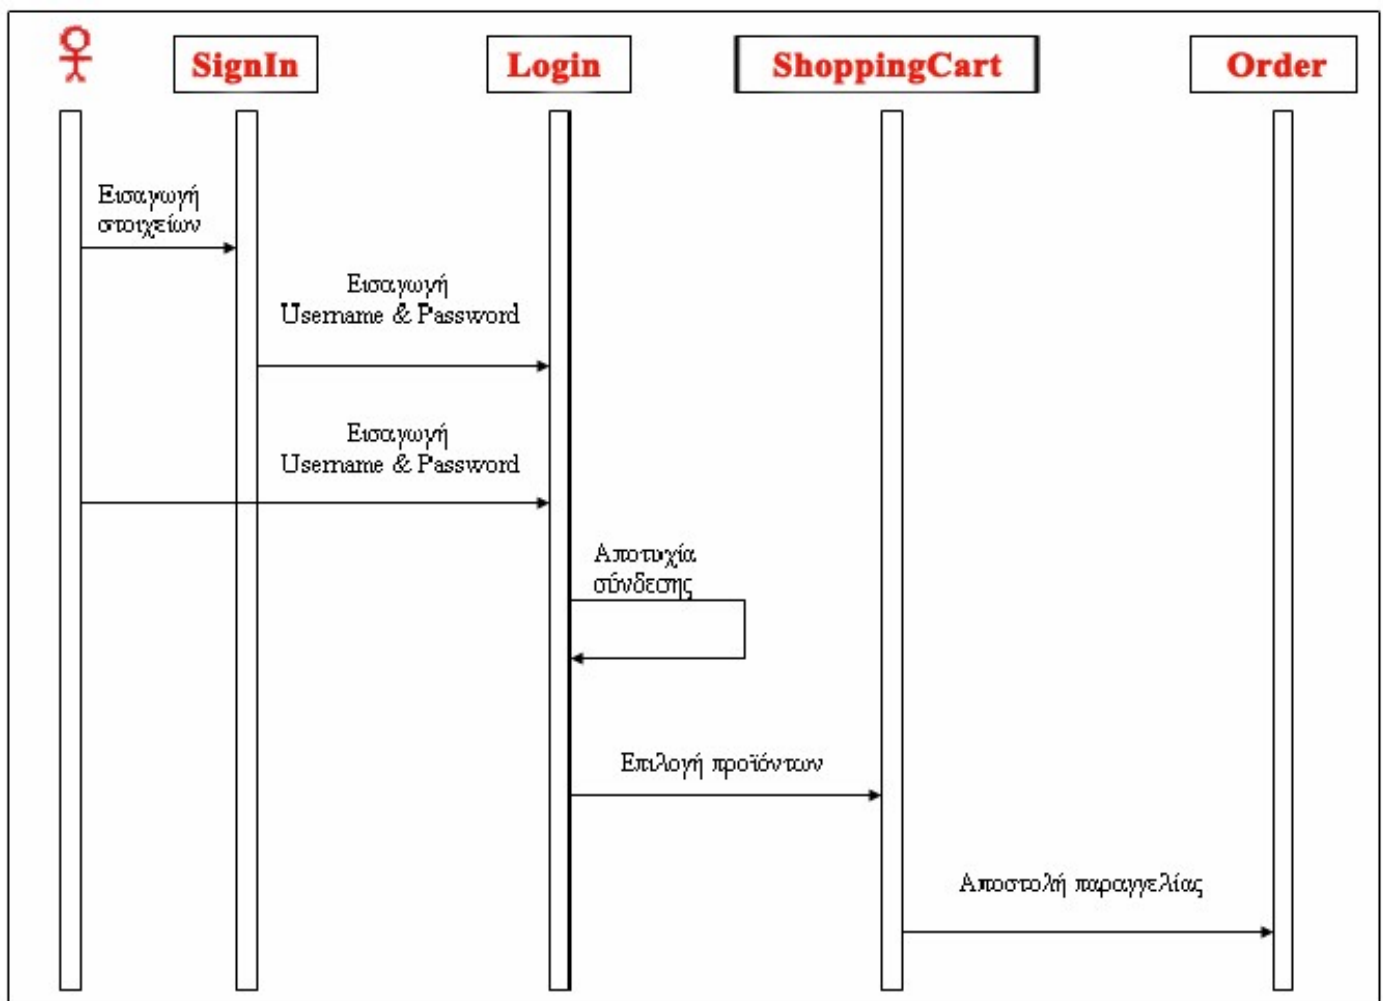 SignIn
Login
ShoppingCart
Order
Εισαγωγή
στοιχείων
Εισαγωγή
Username & Password
Εισαγωγή
Username & Password
Αποτυχία
σύνδεσης
Επιλογή προϊόντων
Αποστολή παραγγελίας